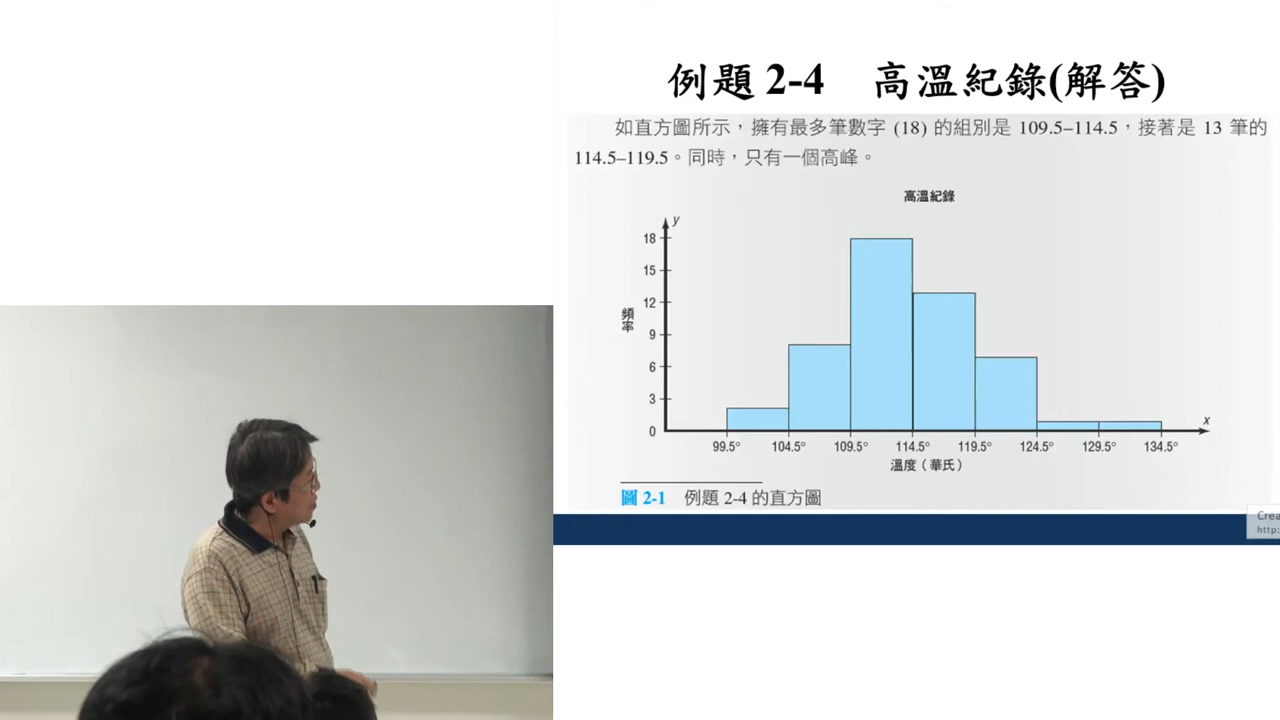 例題 2-4 高溫紀錄(解答)
如直方圖所示，擁有最多筆數字 (18) 的組別是 109.5–114.5，接著是 13 筆的
114.5–119.5。同時，只有一個高峰。
高溫紀錄
y
18
15
12
9
6
3
0
頻率
x
99.5° 104.5° 109.5° 114.5° 119.5° 124.5° 129.5° 134.5°
溫度（華氏）
圖 2-1 例題 2-4 的直方圖